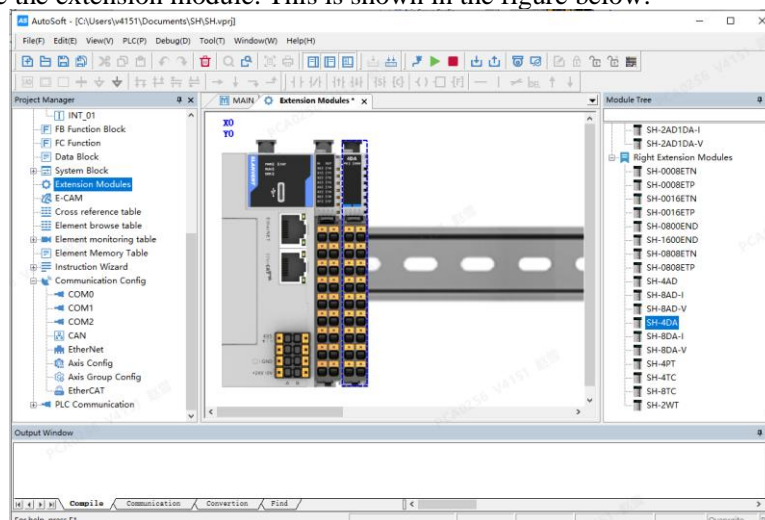 e the extension module. This is shown in the figure below.
AutoSoft - [C:\Users\v4151\Documents\SH\SH.vprj]
File(F) Edit(E) View(V) PLC(P) Debug(D) Tool(T) Window(W) Help(H)
Project Manager
MAIN
Extension Modules *
Module Tree
INT_01
FB Function Block
FC Function
Data Block
System Block
Extension Modules
E-CAM
Cross reference table
Element browse table
Element monitoring table
Element Memory Table
Instruction Wizard
Communication Config
COM0
COM1
COM2
CAN
EtherNet
Axis Config
Axis Group Config
EtherCAT
PLC Communication
X0
Y0
4DA
SH-2AD1DA-I
SH-2AD1DA-V
Right Extension Modules
SH-0008ETN
SH-0008ETP
SH-0016ETN
SH-0016ETP
SH-0800END
SH-1600END
SH-0808ETN
SH-0808ETP
SH-4AD
SH-8AD-I
SH-8AD-V
SH-4DA
SH-8DA-I
SH-8DA-V
SH-4PT
SH-4TC
SH-8TC
SH-2WT
Output Window
Compile
Communication
Convertion
Find
For help, press F1
Overwrite